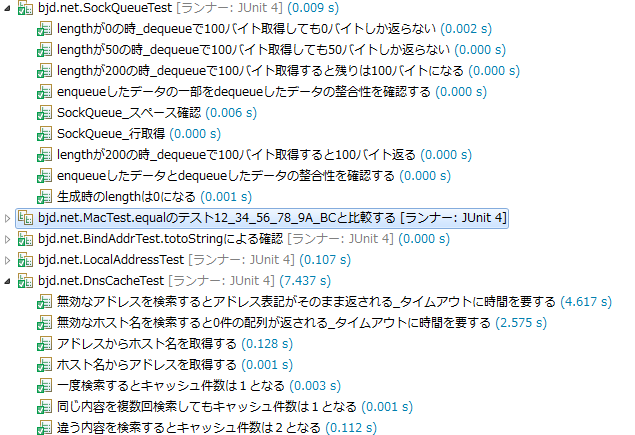 bjd.net.SockQueueTest [ランナー: JUnit 4] (0.009 s)
lengthが0の時_dequeueで100バイト取得しても0バイトしか返らない (0.002 s)
lengthが50の時_dequeueで100バイト取得しても50バイトしか返らない (0.000 s)
lengthが200の時_dequeueで100バイト取得すると残りは100バイトになる (0.000 s)
enqueueしたデータの一部をdequeueしたデータの整合性を確認する (0.000 s)
SockQueue_スペース確認 (0.006 s)
SockQueue_行取得 (0.000 s)
lengthが200の時_dequeueで100バイト取得すると100バイト返る (0.000 s)
enqueueしたデータとdequeueしたデータの整合性を確認する (0.000 s)
生成時のlengthは0になる (0.001 s)
bjd.net.MacTest.equalのテスト12_34_56_78_9A_BCと比較する [ランナー: JUnit 4]
bjd.net.BindAddrTest.totoStringによる確認 [ランナー: JUnit 4] (0.000 s)
bjd.net.LocalAddressTest [ランナー: JUnit 4] (0.107 s)
bjd.net.DnsCacheTest [ランナー: JUnit 4] (7.437 s)
無効なアドレスを検索するとアドレス表記がそのまま返される_タイムアウトに時間を要する (4.617 s)
無効なホスト名を検索すると0件の配列が返される_タイムアウトに時間を要する (2.575 s)
アドレスからホスト名を取得する (0.128 s)
ホスト名からアドレスを取得する (0.001 s)
一度検索するとキャッシュ件数は１となる (0.003 s)
同じ内容を複数回検索してもキャッシュ件数は１となる (0.001 s)
違う内容を検索するとキャッシュ件数は２となる (0.112 s)